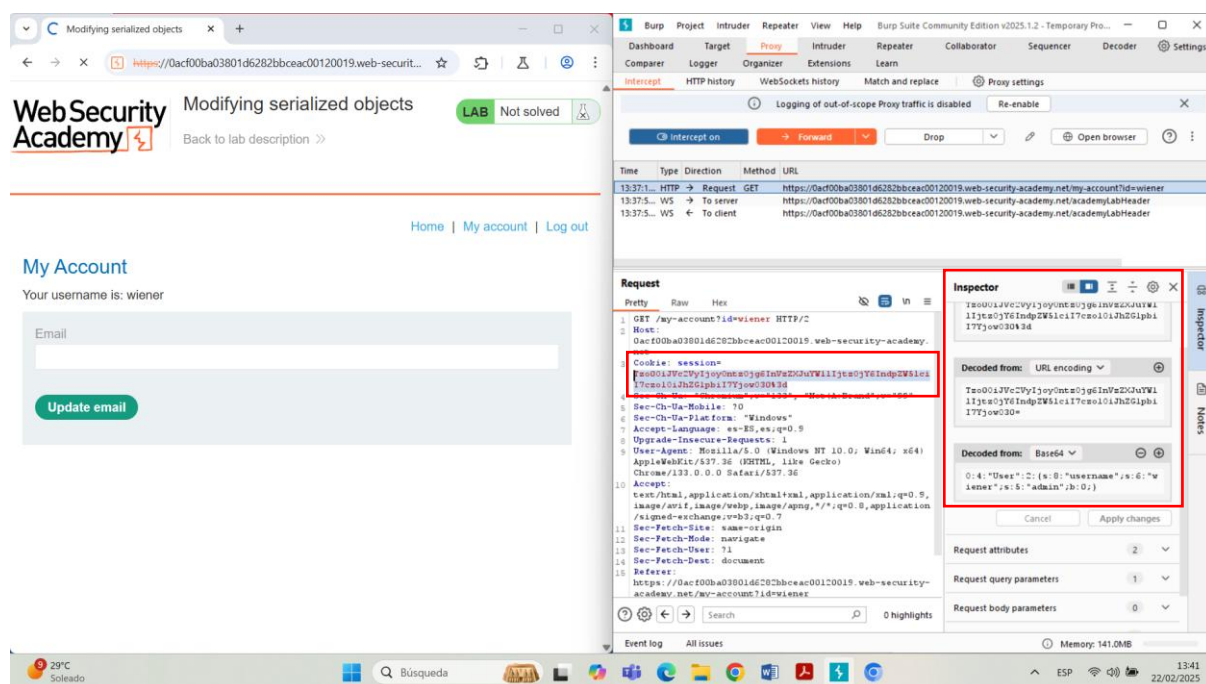 Modifying serialized objects
https://0acf00ba03801d6282bbceac00120019.web-securit...
Web Security
Academy
Modifying serialized objects
Back to lab description
LAB Not solved
Home | My account | Log out
My Account
Your username is: wiener
Email
Update email
Burp Project Intruder Repeater View Help Burp Suite Community Edition v2025.1.2 - Temporary Pro...
Dashboard Target Proxy Intruder Repeater Collaborator Sequencer Decoder Settings
Comparer Logger Organizer Extensions Learn
Intercept HTTP history WebSockets history Match and replace Proxy settings
Logging of out-of-scope Proxy traffic is disabled Re-enable
Intercept on Forward Drop Open browser
Time Type Direction Method URL
13:37:1... HTTP → Request GET https://0acf00ba03801d6282bbceac00120019.web-security-academy.net/my-account?id=wiener
13:37:5... WS → To server https://0acf00ba03801d6282bbceac00120019.web-security-academy.net/academyLabHeader
13:37:5... WS ← To client https://0acf00ba03801d6282bbceac00120019.web-security-academy.net/academyLabHeader
Request
Pretty Raw Hex
1 GET /my-account?id=wiener HTTP/2
2 Host:
0acf00ba03801d6282bbceac00120019.web-security-academy.
3 Cookie: session=
5 Sec-Ch-Ua-Mobile: ?0
6 Sec-Ch-Ua-Platform: "Windows"
7 Accept-Language: es-ES,es;q=0.9
8 Upgrade-Insecure-Requests: 1
9 User-Agent: Mozilla/5.0 (Windows NT 10.0; Win64; x64)
AppleWebKit/537.36 (KHTML, like Gecko)
Chrome/133.0.0.0 Safari/537.36
10 Accept:
text/html,application/xhtml+xml,application/xml;q=0.9,
image/avif,image/webp,image/apng,*/*;q=0.8,application
/signed-exchange;v=b3;q=0.7
11 Sec-Fetch-Site: same-origin
12 Sec-Fetch-Mode: navigate
13 Sec-Fetch-User: ?1
14 Sec-Fetch-Dest: document
15 Referer:
https://0acf00ba03801d6282bbceac00120019.web-security-
academy.net/my-account?id=wiener
Search 0 highlights
Inspector
Decoded from: URL encoding
Decoded from: Base64
O:4:"User":2:{s:8:"username";s:6:"w
iener";s:5:"admin";b:0;}
Cancel Apply changes
Request attributes 2
Request query parameters 1
Request body parameters 0
Inspector
Notes
Event log All issues
Memory: 141.0MB
9
29°C
Soleado
Búsqueda
ESP
13:41
22/02/2025